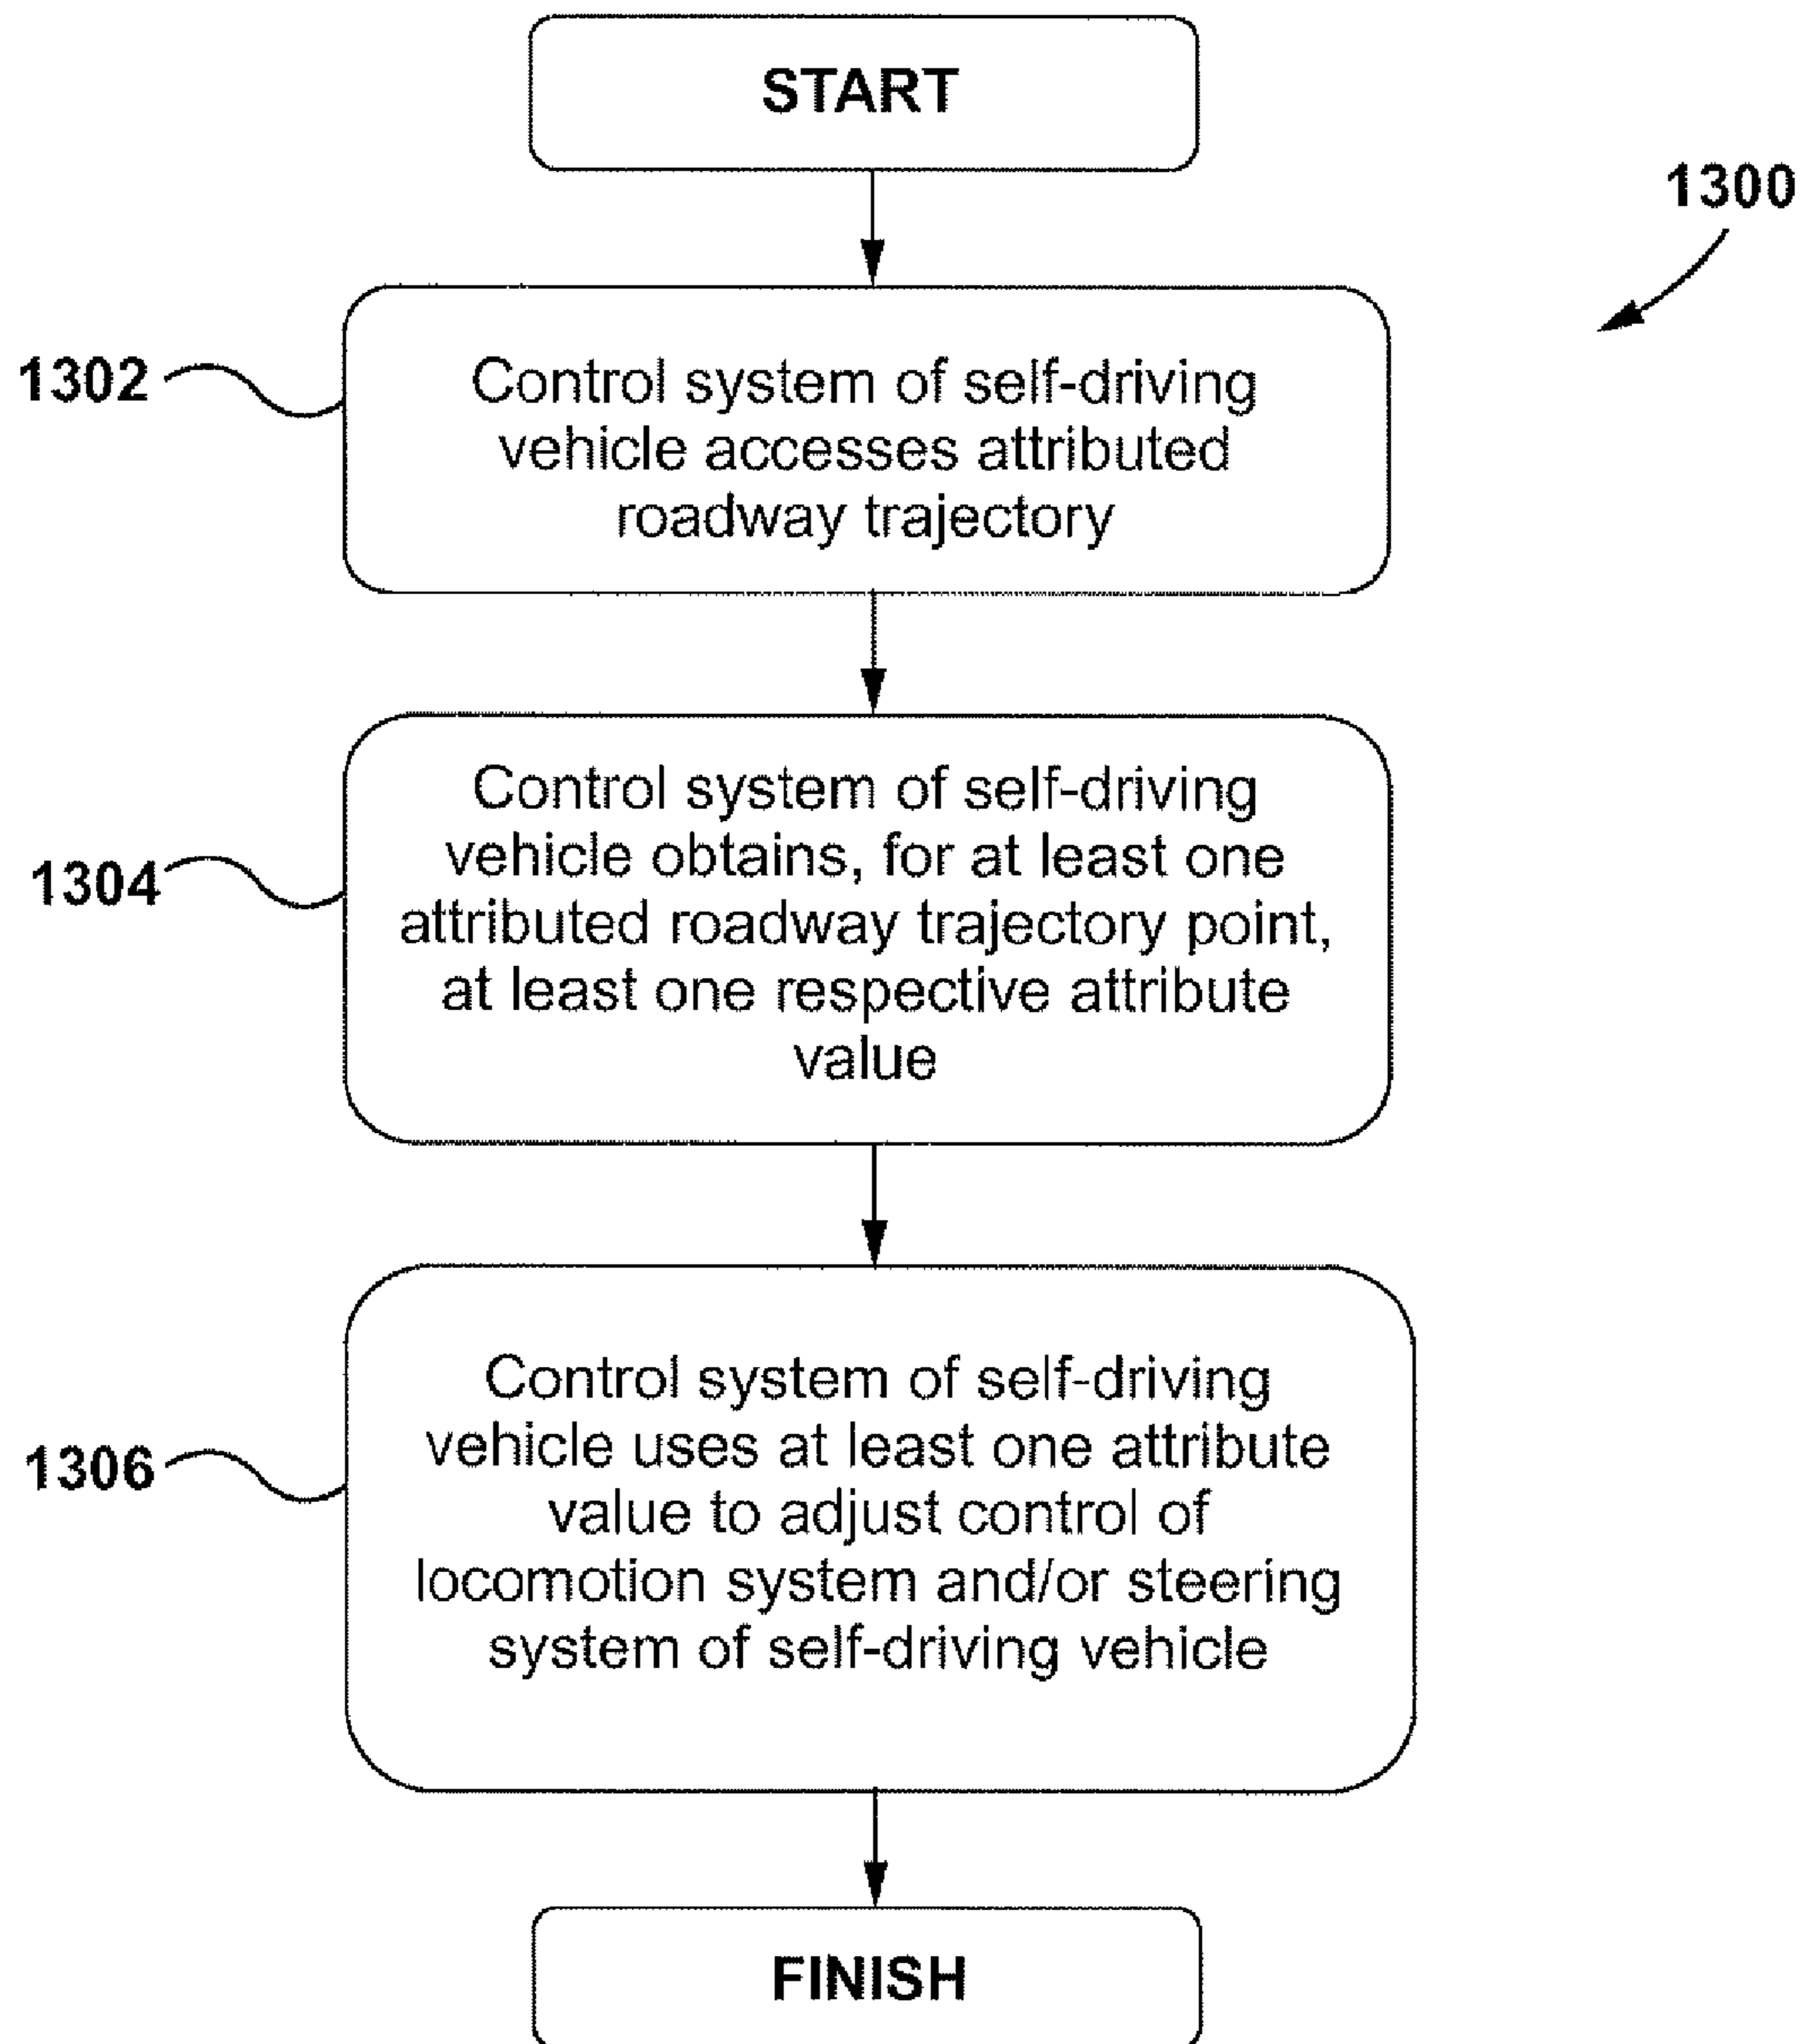 START
1300
1302
Control system of self-driving
vehicle accesses attributed
roadway trajectory
1304
Control system of self-driving
vehicle obtains, for at least one
attributed roadway trajectory point,
at least one respective attribute
value
1306
Control system of self-driving
vehicle uses at least one attribute
value to adjust control of
locomotion system and/or steering
system of self-driving vehicle
FINISH